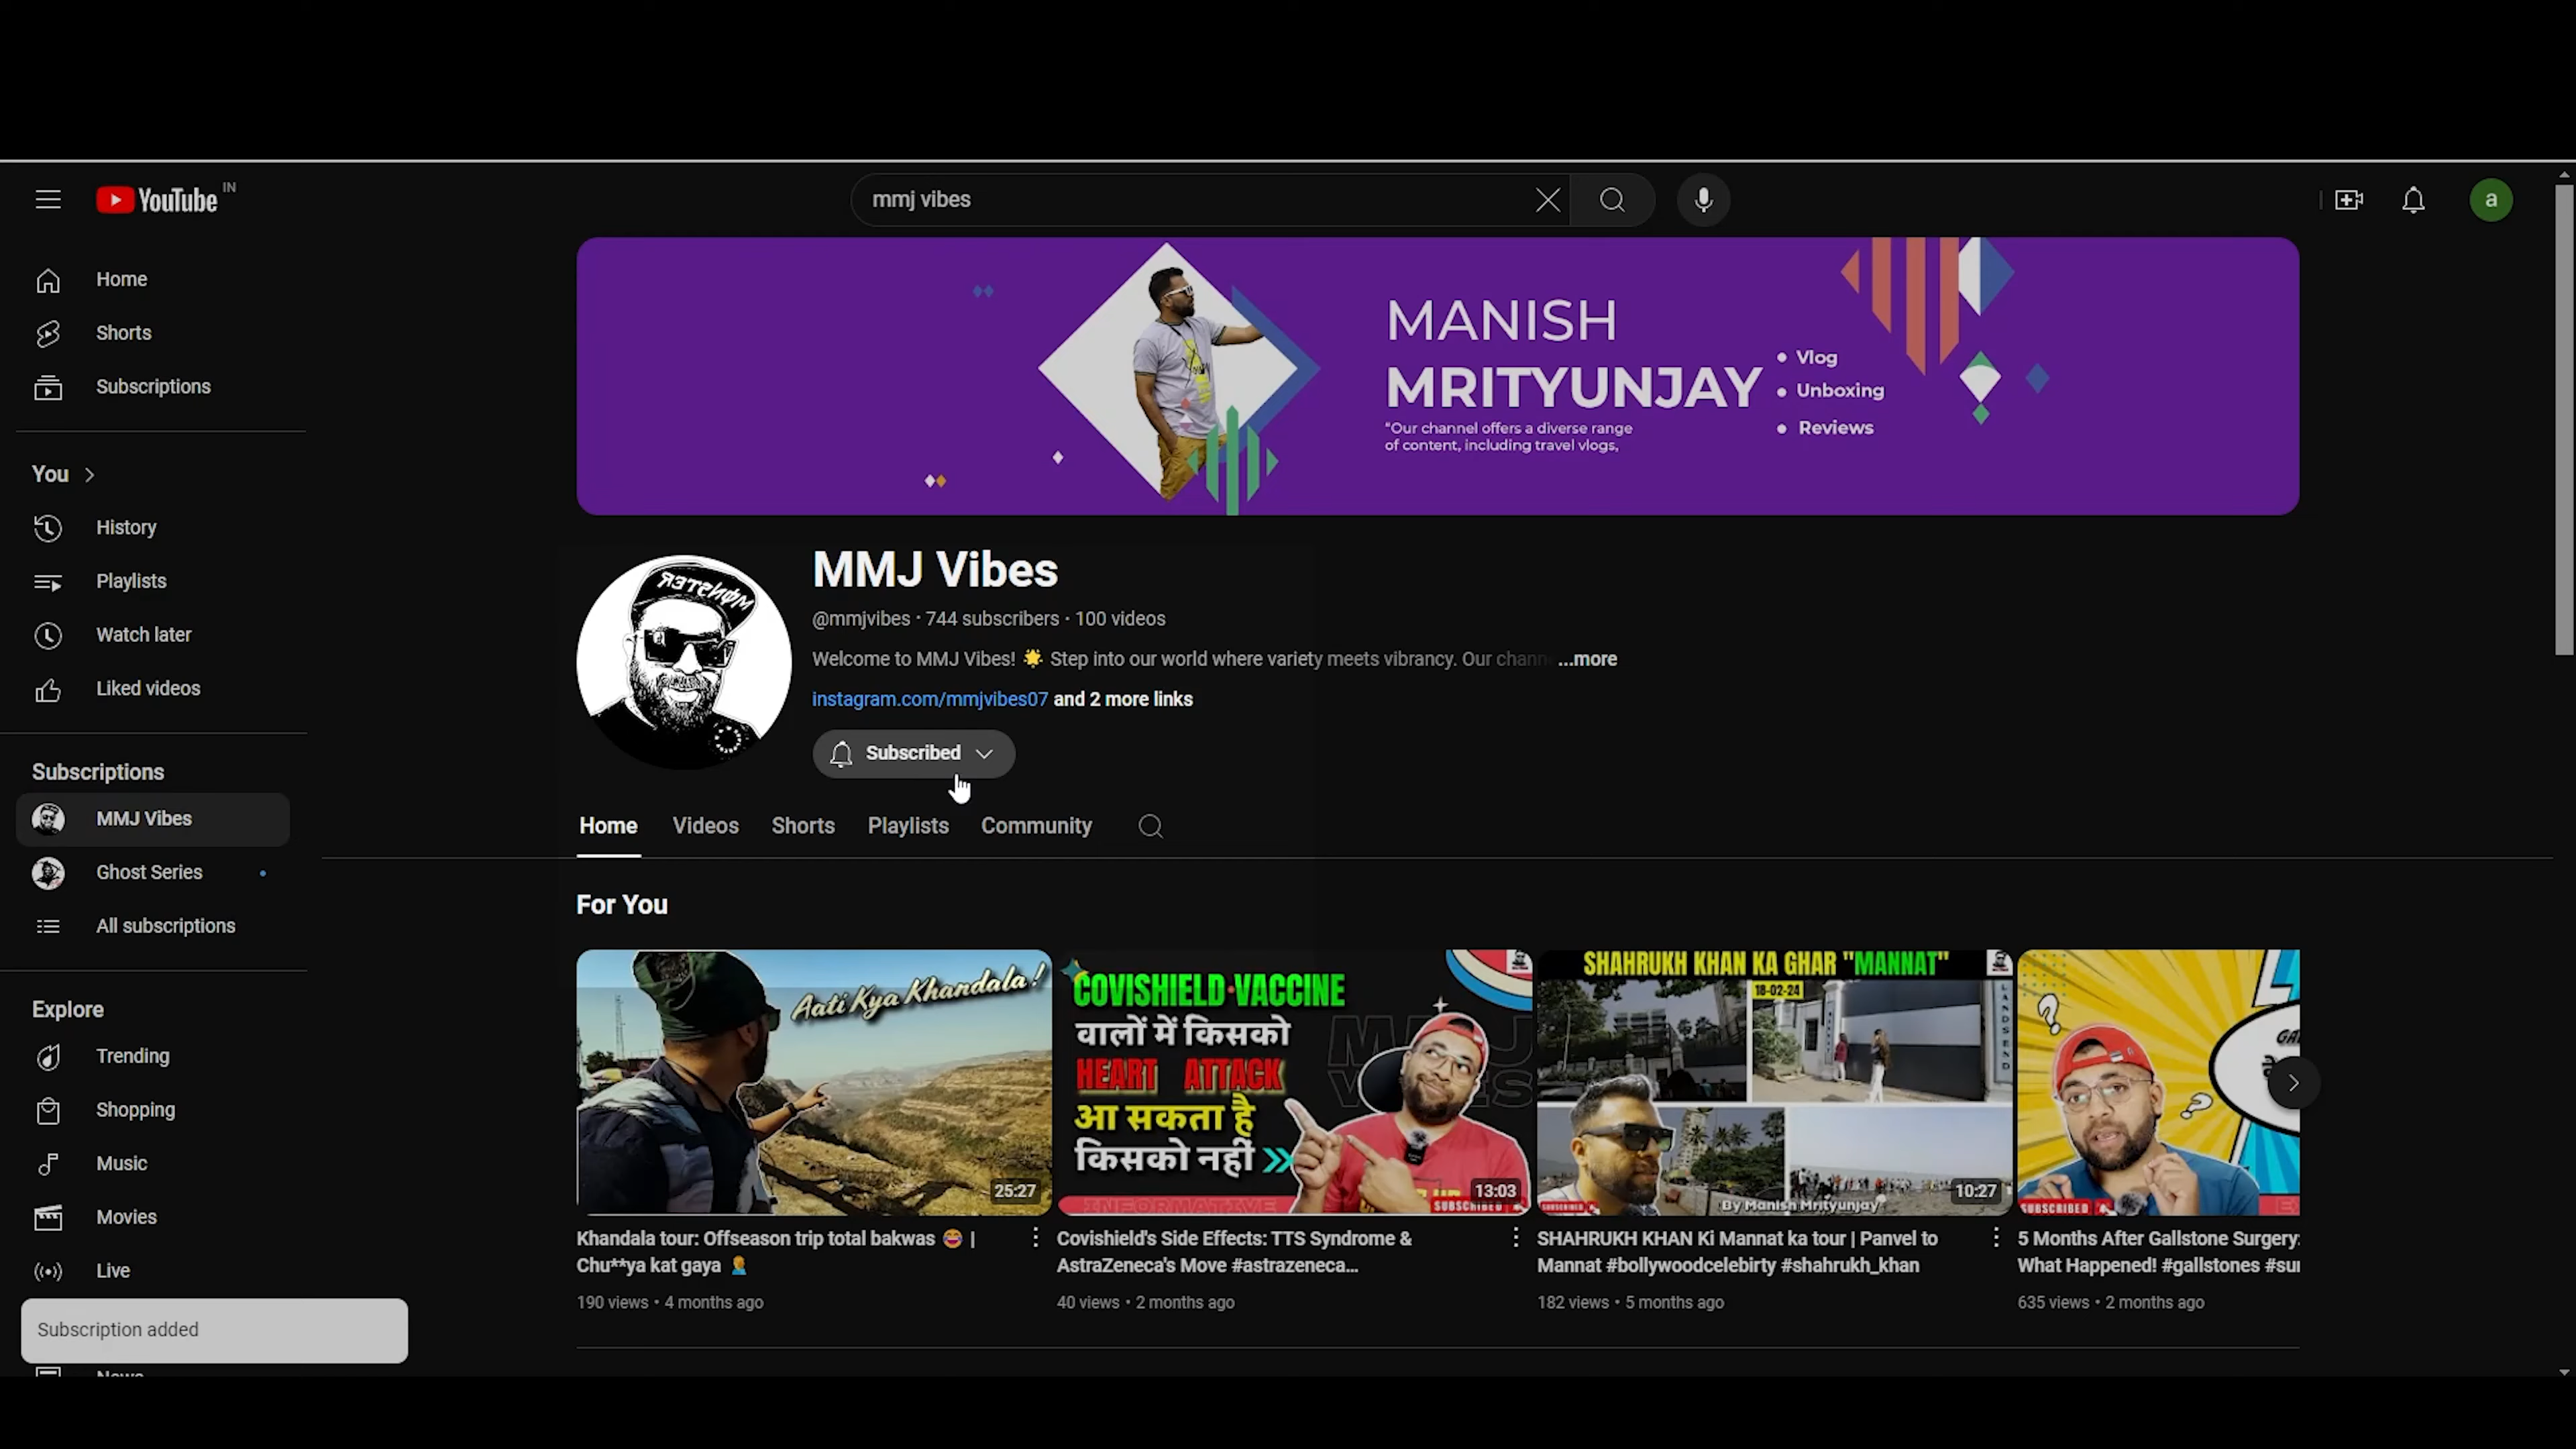 YouTube IN
mmj vibes
a
Home
Shorts
Subscriptions
You
History
Playlists
Watch later
Liked videos
Subscriptions
MMJ Vibes
Ghost Series
All subscriptions
Explore
Trending
Shopping
Music
Movies
Live
Subscription added
MANISH
MRITYUNJAY
• Vlog
• Unboxing
• Reviews
"Our channel offers a diverse range
of content, including travel vlogs,
MMJ Vibes
@mmjvibes • 744 subscribers • 100 videos
Welcome to MMJ Vibes! 🌟 Step into our world where variety meets vibrancy. Our chann ...more
instagram.com/mmjvibes07 and 2 more links
Subscribed
Home Videos Shorts Playlists Community
For You
Aati Kya Khandala!
25:27
Khandala tour: Offseason trip total bakwas 😂 |
Chu**ya kat gaya 🤦
190 views • 4 months ago
COVISHIELD VACCINE
वालों में किसको
HEART ATTACK
आ सकता है
किसको नहीं
INFORMATIVE
SUBSCRIBED
13:03
Covishield's Side Effects: TTS Syndrome &
AstraZeneca's Move #astrazeneca...
40 views • 2 months ago
SHAHRUKH KHAN KA GHAR "MANNAT"
18-02-24
LANDS END
SUBSCRIBED
By Manish Mrityunjay
10:27
SHAHRUKH KHAN Ki Mannat ka tour | Panvel to
Mannat #bollywoodcelebirty #shahrukh_khan
182 views • 5 months ago
SUBSCRIBED
5 Months After Gallstone Surgery:
What Happened! #gallstones #sur
635 views • 2 months ago